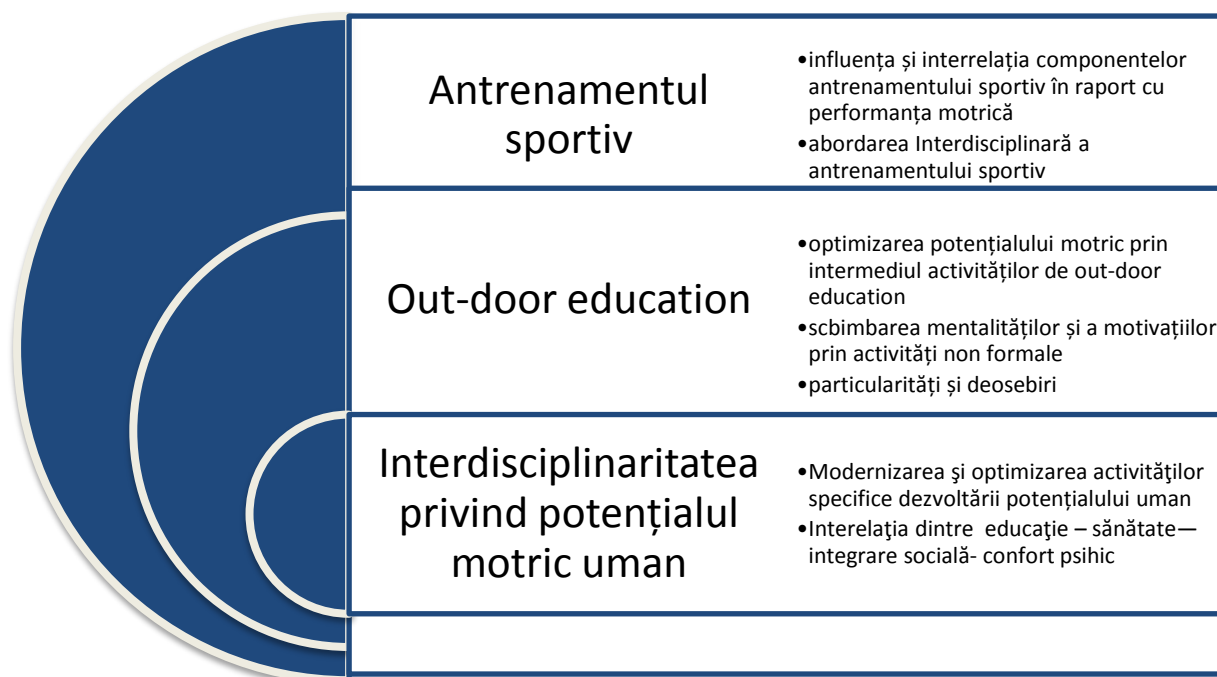 Antrenamentul
sportiv
•influența și interrelația componentelor
antrenamentului sportiv în raport cu
performanța motrică
•abordarea Interdisciplinară a
antrenamentului sportiv
Out-door education
•optimizarea potențialului motric prin
intermediul activităților de out-door
education
•scbimbarea mentalităților și a motivațiilor
prin activități non formale
•particularități și deosebiri
Interdisciplinaritatea
privind potențialul
motric uman
•Modernizarea şi optimizarea activităţilor
specifice dezvoltării potențialului uman
•Interelaţia dintre educaţie – sănătate—
integrare socială- confort psihic